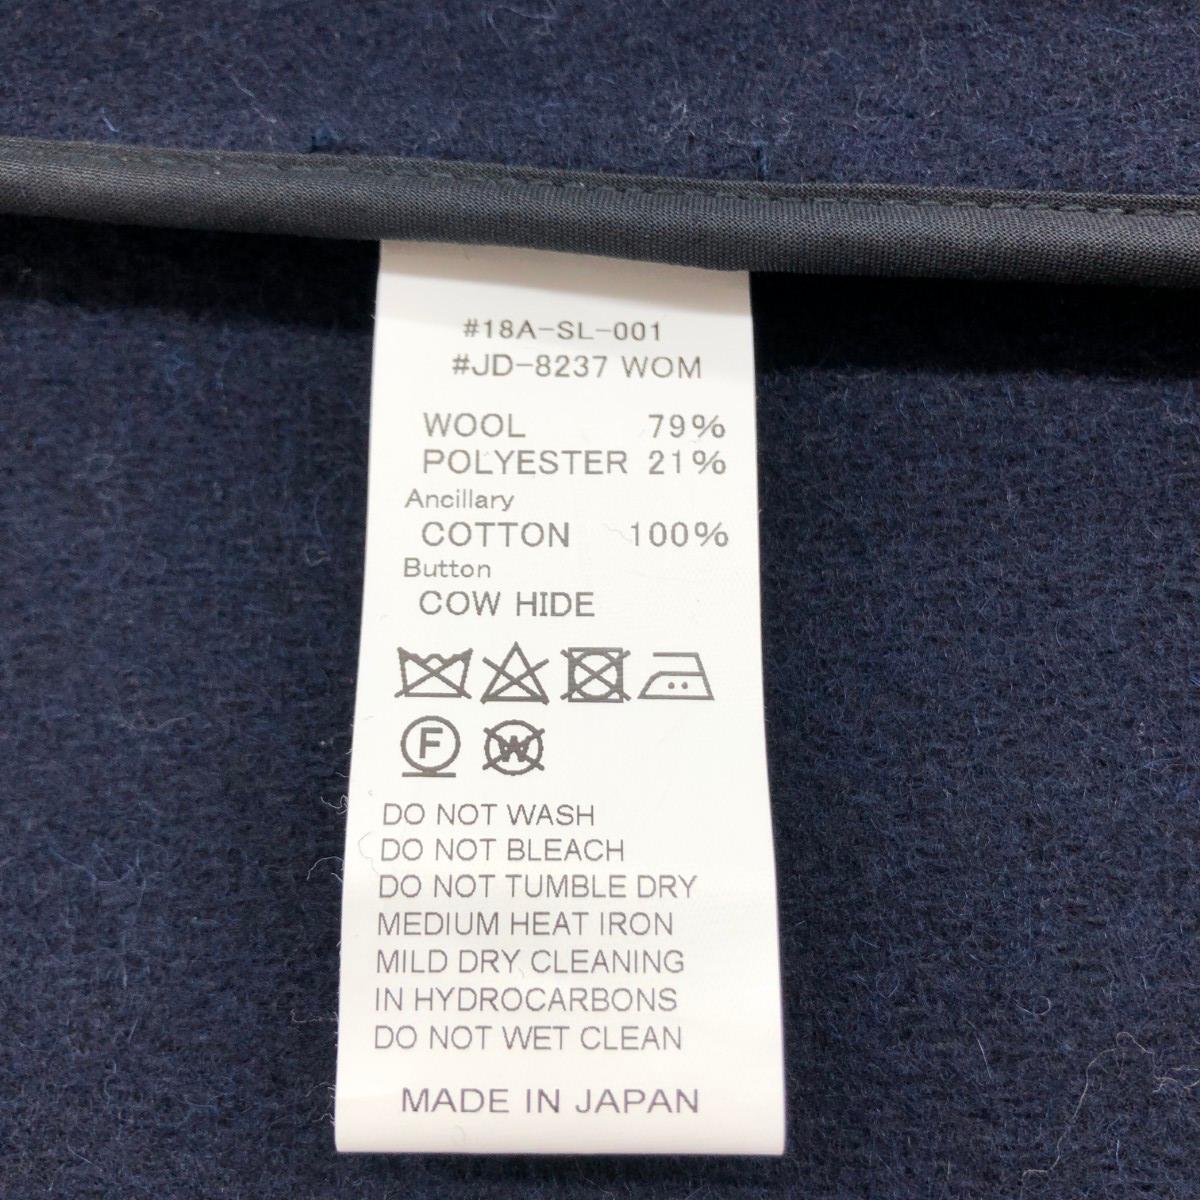 #18A-SL-001
#JD-8237 WOM
WOOL 79%
POLYESTER 21%
Ancillary
COTTON 100%
Button
COW HIDE
F W
DO NOT WASH
DO NOT BLEACH
DO NOT TUMBLE DRY
MEDIUM HEAT IRON
MILD DRY CLEANING
IN HYDROCARBONS
DO NOT WET CLEAN
MADE IN JAPAN